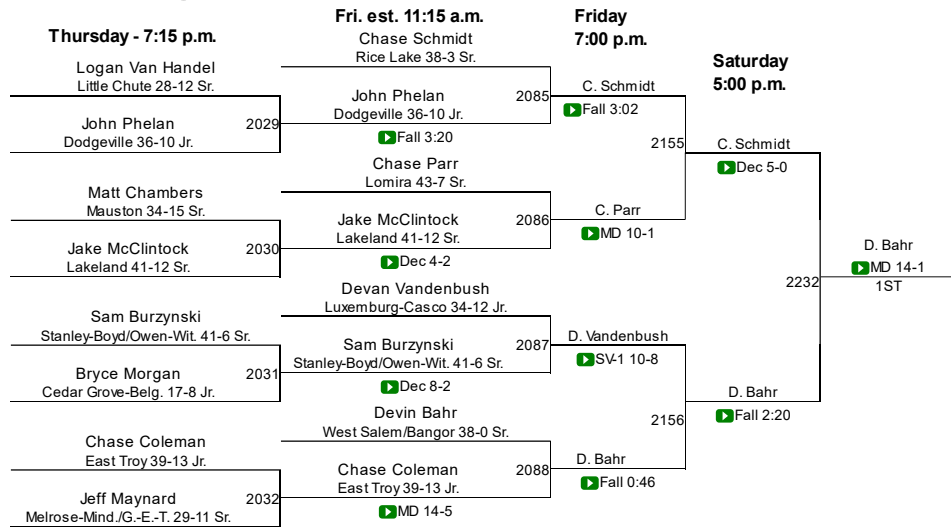 Thursday - 7:15 p.m.
Logan Van Handel
Little Chute 28-12 Sr.
John Phelan
2029
Dodgeville 36-10 Jr.
Matt Chambers
Mauston 34-15 Sr.
Jake McClintock
2030
Lakeland 41-12 Sr.
Sam Burzynski
Stanley-Boyd/Owen-Wit. 41-6 Sr.
Bryce Morgan
2031
Cedar Grove-Belg. 17-8 Jr.
Chase Coleman
East Troy 39-13 Jr.
Jeff Maynard
2032
Melrose-Mind./G.-E.-T. 29-11 Sr.
Fri. est. 11:15 a.m.
Chase Schmidt
Rice Lake 38-3 Sr.
John Phelan
2085
Dodgeville 36-10 Jr.
Fall 3:20
Chase Parr
Lomira 43-7 Sr.
Jake McClintock
2086
Lakeland 41-12 Sr.
Dec 4-2
Devan Vandenbush
Luxemburg-Casco 34-12 Jr.
Sam Burzynski
2087
Stanley-Boyd/Owen-Wit. 41-6 Sr.
Dec 8-2
Devin Bahr
West Salem/Bangor 38-0 Sr.
Chase Coleman
2088
East Troy 39-13 Jr.
MD 14-5
Friday
7:00 p.m.
C. Schmidt
Fall 3:02
2155
C. Parr
MD 10-1
D. Vandenbush
SV-1 10-8
2156
D. Bahr
Fall 0:46
Saturday
5:00 p.m.
C. Schmidt
Dec 5-0
2232
D. Bahr
Fall 2:20
D. Bahr
MD 14-1
1ST